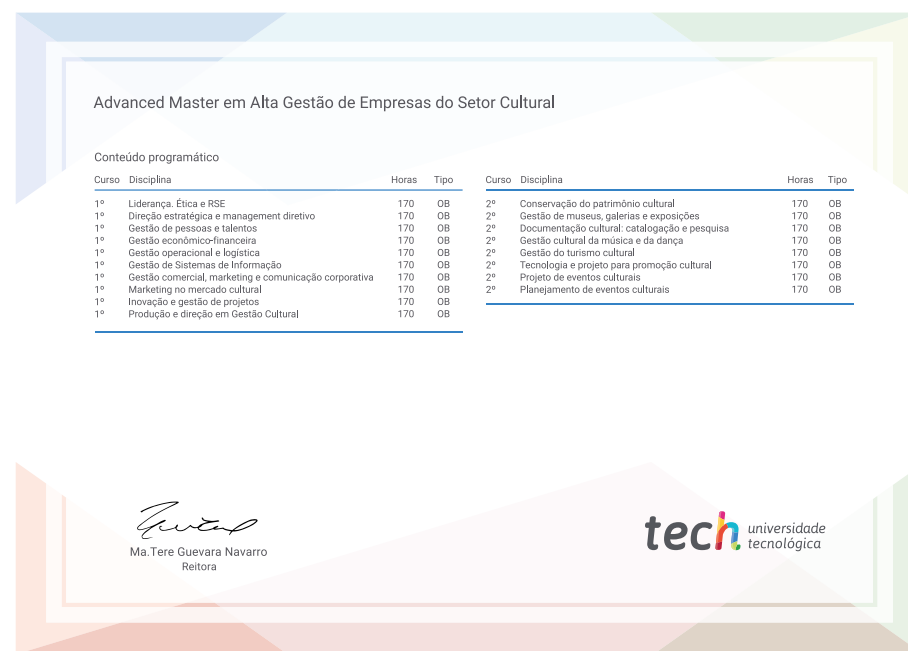 Advanced Master em Alta Gestão de Empresas do Setor Cultural
Conteúdo programático
Curso Disciplina Horas Tipo
1º Liderança. Ética e RSE 170 OB
1º Direção estratégica e management diretivo 170 OB
1º Gestão de pessoas e talentos 170 OB
1º Gestão econômico-financeira 170 OB
1º Gestão operacional e logística 170 OB
1º Gestão de Sistemas de Informação 170 OB
1º Gestão comercial, marketing e comunicação corporativa 170 OB
1º Marketing no mercado cultural 170 OB
1º Inovação e gestão de projetos 170 OB
1º Produção e direção em Gestão Cultural 170 OB
Curso Disciplina Horas Tipo
2º Conservação do patrimônio cultural 170 OB
2º Gestão de museus, galerias e exposições 170 OB
2º Documentação cultural: catalogação e pesquisa 170 OB
2º Gestão cultural da música e da dança 170 OB
2º Gestão do turismo cultural 170 OB
2º Tecnologia e projeto para promoção cultural 170 OB
2º Projeto de eventos culturais 170 OB
2º Planejamento de eventos culturais 170 OB
Ma.Tere Guevara Navarro
Reitora
tech universidade
tecnológica